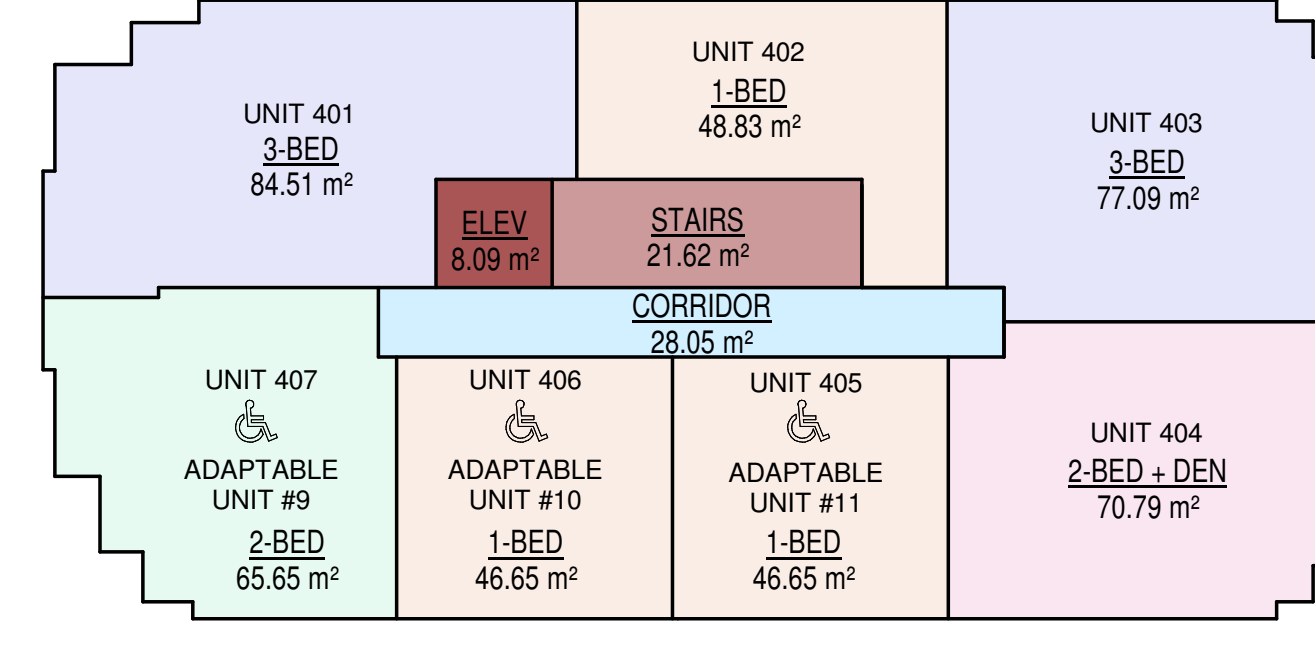 UNIT 401
3-BED
84.51 m²
UNIT 402
1-BED
48.83 m²
UNIT 403
3-BED
77.09 m²
ELEV
8.09 m²
STAIRS
21.62 m²
CORRIDOR
28.05 m²
UNIT 407
ADAPTABLE
UNIT #9
2-BED
65.65 m²
UNIT 406
ADAPTABLE
UNIT #10
1-BED
46.65 m²
UNIT 405
ADAPTABLE
UNIT #11
1-BED
46.65 m²
UNIT 404
2-BED + DEN
70.79 m²